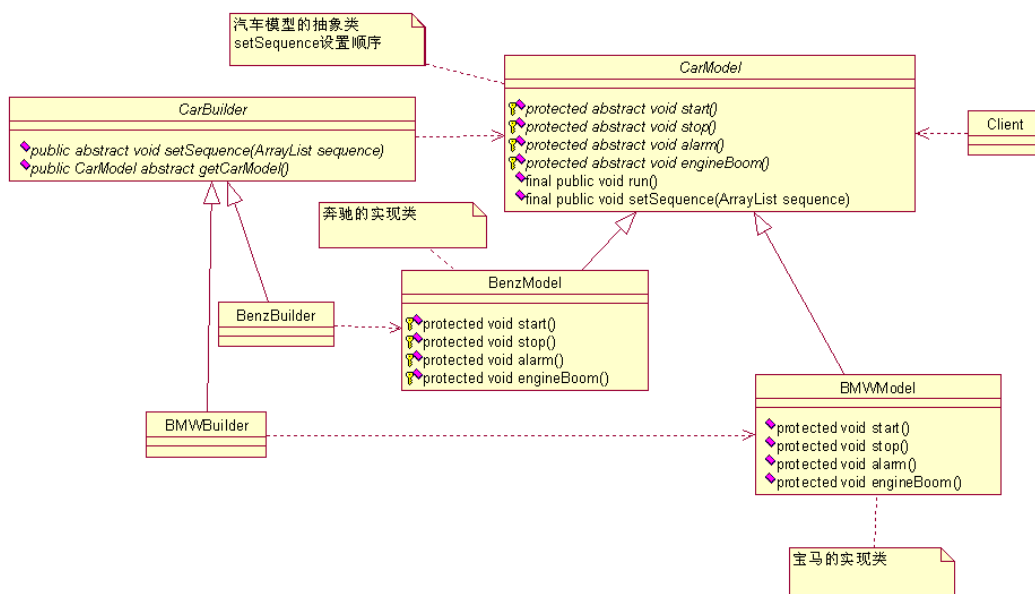 汽车模型的抽象类
setSequence设置顺序
CarModel
protected abstract void start()
protected abstract void stop()
protected abstract void alarm()
protected abstract void engineBoom()
final public void run()
final public void setSequence(ArrayList sequence)
Client
CarBuilder
public abstract void setSequence(ArrayList sequence)
public CarModel abstract getCarModel()
奔驰的实现类
BenzModel
protected void start()
protected void stop()
protected void alarm()
protected void engineBoom()
BenzBuilder
BMWBuilder
BMWModel
protected void start()
protected void stop()
protected void alarm()
protected void engineBoom()
宝马的实现类